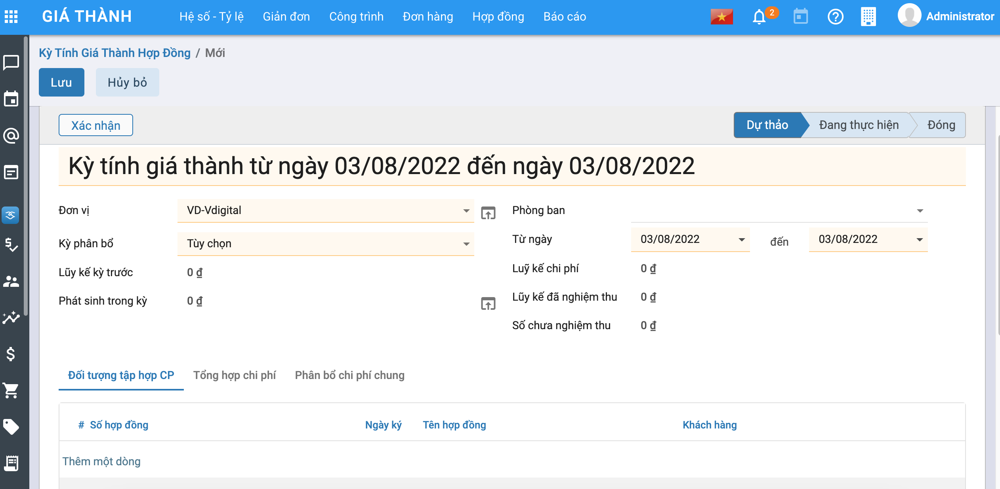 GIÁ THÀNH Hệ số - Tỷ lệ Giản đơn Công trình Đơn hàng Hợp đồng Báo cáo 2 Administrator
Kỳ Tính Giá Thành Hợp Đồng / Mới
Lưu Hủy bỏ
Xác nhận Dự thảo Đang thực hiện Đóng
Kỳ tính giá thành từ ngày 03/08/2022 đến ngày 03/08/2022
Đơn vị VD-Vdigital Phòng ban
Kỳ phân bổ Tùy chọn Từ ngày 03/08/2022 đến 03/08/2022
Lũy kế kỳ trước 0 ₫ Luỹ kế chi phí 0 ₫
Phát sinh trong kỳ 0 ₫ Lũy kế đã nghiệm thu 0 ₫
Số chưa nghiệm thu 0 ₫
Đối tượng tập hợp CP Tổng hợp chi phí Phân bổ chi phí chung
# Số hợp đồng Ngày ký Tên hợp đồng Khách hàng
Thêm một dòng